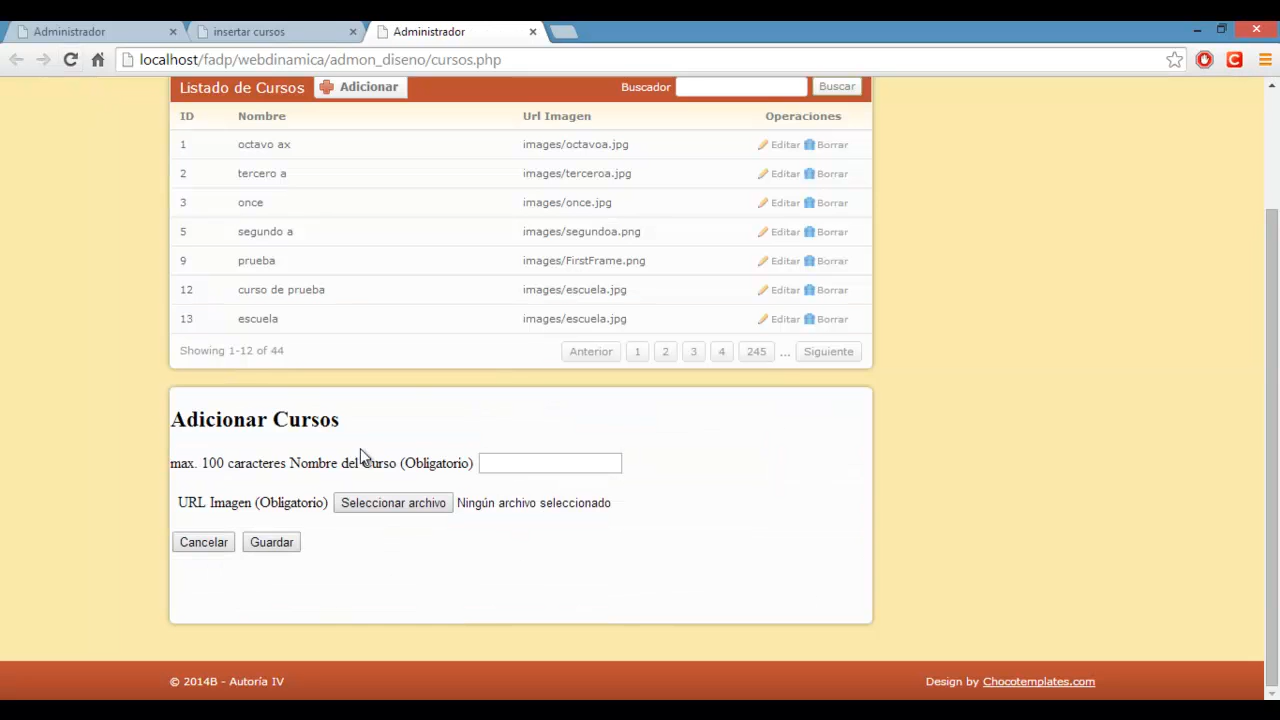 Administrador
insertar cursos
Administrador
localhost/fadp/webdinamica/admon_diseno/cursos.php
Listado de Cursos Adicionar Buscador Buscar
ID Nombre Url Imagen Operaciones
1 octavo ax images/octavoa.jpg Editar Borrar
2 tercero a images/terceroa.jpg Editar Borrar
3 once images/once.jpg Editar Borrar
5 segundo a images/segundoa.png Editar Borrar
9 prueba images/FirstFrame.png Editar Borrar
12 curso de prueba images/escuela.jpg Editar Borrar
13 escuela images/escuela.jpg Editar Borrar
Showing 1-12 of 44 Anterior 1 2 3 4 245 ... Siguiente
Adicionar Cursos
max. 100 caracteres Nombre del Curso (Obligatorio)
URL Imagen (Obligatorio) Seleccionar archivo Ningún archivo seleccionado
Cancelar Guardar
© 2014B - Autoría IV Design by Chocotemplates.com